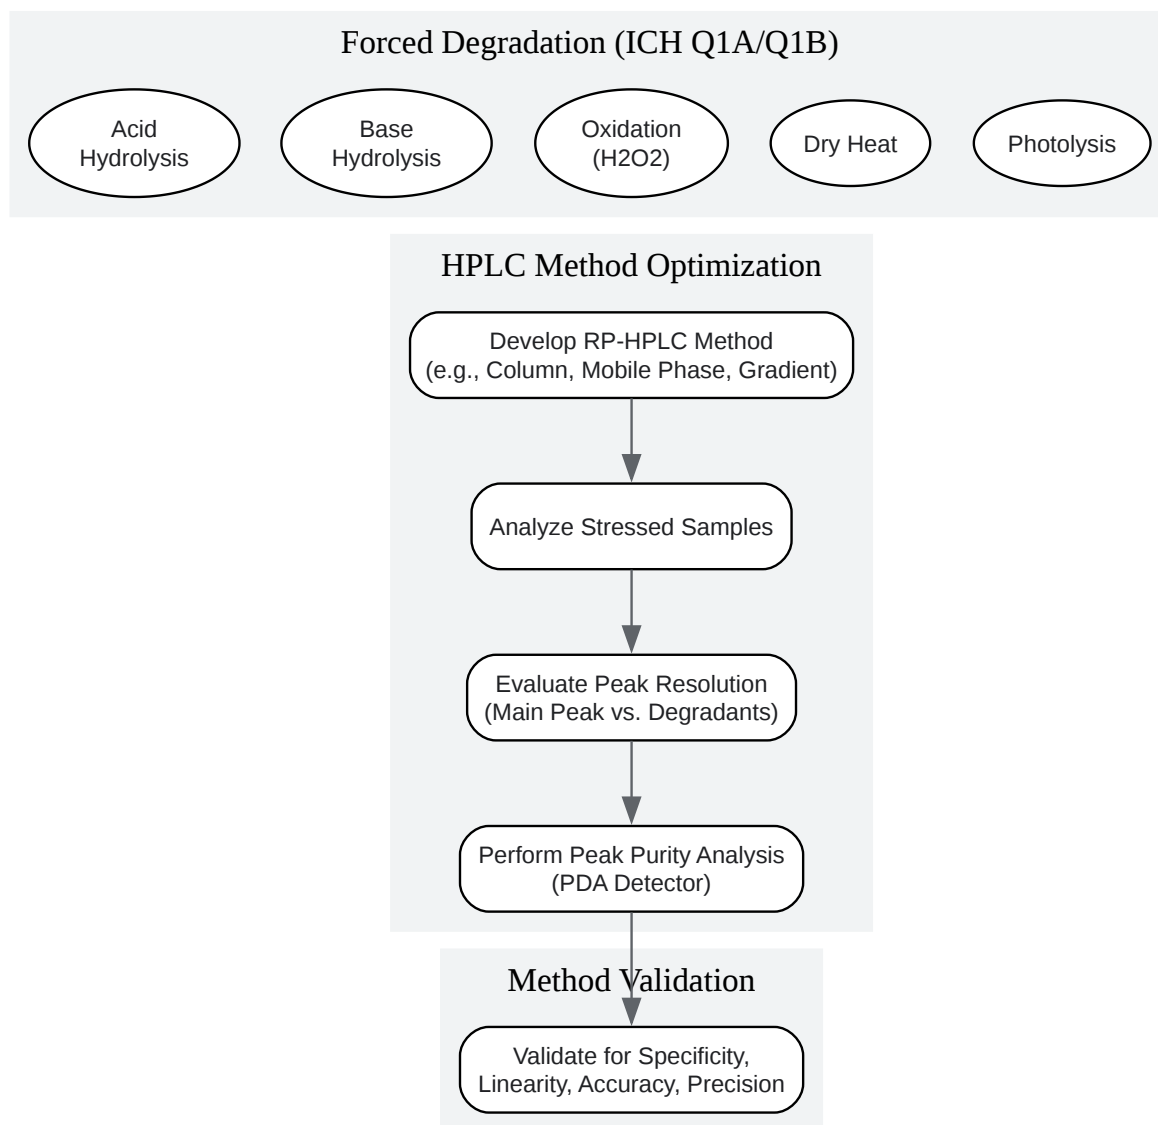 Forced Degradation (ICH Q1A/Q1B)
Acid
Hydrolysis
Base
Hydrolysis
Oxidation
(H2O2)
Dry Heat
Photolysis
HPLC Method Optimization
Develop RP-HPLC Method
(e.g., Column, Mobile Phase, Gradient)
Analyze Stressed Samples
Evaluate Peak Resolution
(Main Peak vs. Degradants)
Perform Peak Purity Analysis
(PDA Detector)
Method Validation
Validate for Specificity,
Linearity, Accuracy, Precision